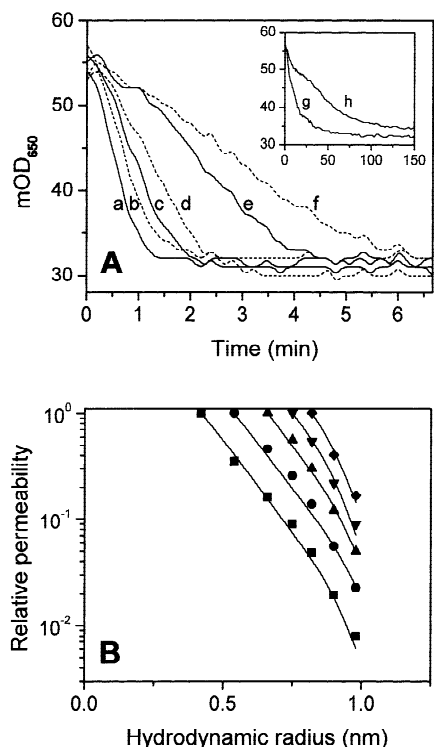 60
50
40
30
mOD650
A
a b c d e f
60
50
40
30
g h
0 50 100 150
0 1 2 3 4 5 6
Time (min)
B
10^0
10^-1
10^-2
Relative permeability
0.0 0.5 1.0
Hydrodynamic radius (nm)